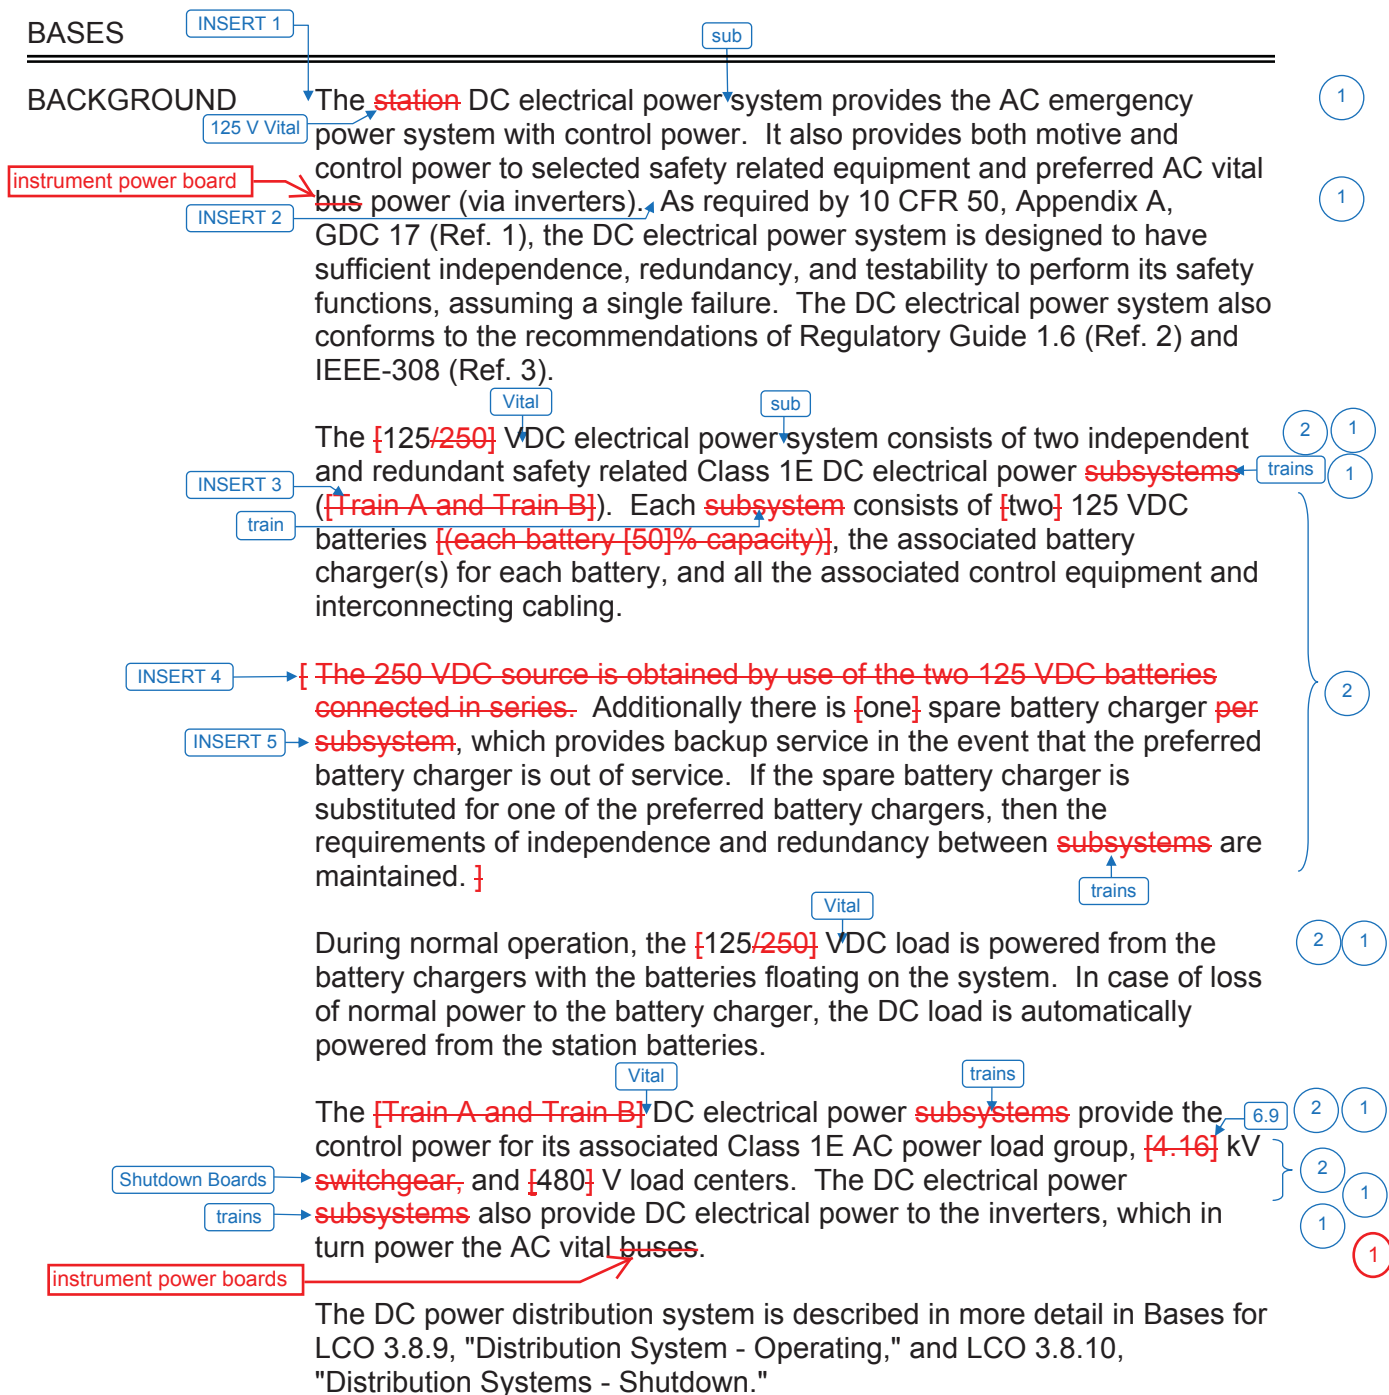 BASES
INSERT 1
sub
BACKGROUND The station DC electrical power system provides the AC emergency
1
125 V Vital
power system with control power. It also provides both motive and
control power to selected safety related equipment and preferred AC vital
instrument power board
bus power (via inverters). As required by 10 CFR 50, Appendix A,
1
INSERT 2
GDC 17 (Ref. 1), the DC electrical power system is designed to have
sufficient independence, redundancy, and testability to perform its safety
functions, assuming a single failure. The DC electrical power system also
conforms to the recommendations of Regulatory Guide 1.6 (Ref. 2) and
IEEE-308 (Ref. 3).
Vital
sub
The [125/250] VDC electrical power system consists of two independent
2 1
and redundant safety related Class 1E DC electrical power subsystems
trains
1
INSERT 3
([Train A and Train B]). Each subsystem consists of [two] 125 VDC
train
batteries [(each battery [50]% capacity)], the associated battery
charger(s) for each battery, and all the associated control equipment and
interconnecting cabling.
INSERT 4
[ The 250 VDC source is obtained by use of the two 125 VDC batteries
2
connected in series. Additionally there is [one] spare battery charger per
INSERT 5
subsystem, which provides backup service in the event that the preferred
battery charger is out of service. If the spare battery charger is
substituted for one of the preferred battery chargers, then the
requirements of independence and redundancy between subsystems are
maintained. ]
trains
Vital
During normal operation, the [125/250] VDC load is powered from the
2 1
battery chargers with the batteries floating on the system. In case of loss
of normal power to the battery charger, the DC load is automatically
powered from the station batteries.
Vital
trains
The [Train A and Train B] DC electrical power subsystems provide the
6.9
2 1
control power for its associated Class 1E AC power load group, [4.16] kV
Shutdown Boards
switchgear, and [480] V load centers. The DC electrical power
2
1
trains
subsystems also provide DC electrical power to the inverters, which in
1
turn power the AC vital buses.
1
instrument power boards
The DC power distribution system is described in more detail in Bases for
LCO 3.8.9, "Distribution System - Operating," and LCO 3.8.10,
"Distribution Systems - Shutdown."